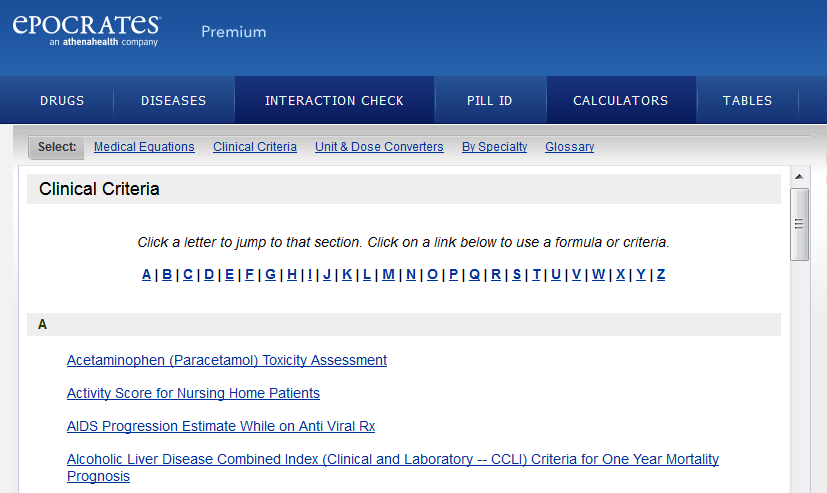 epocrates®
an athenahealth company
Premium
DRUGS DISEASES INTERACTION CHECK PILL ID CALCULATORS TABLES
Select: Medical Equations Clinical Criteria Unit & Dose Converters By Specialty Glossary
Clinical Criteria
Click a letter to jump to that section. Click on a link below to use a formula or criteria.
A | B | C | D | E | F | G | H | I | J | K | L | M | N | O | P | Q | R | S | T | U | V | W | X | Y | Z
A
Acetaminophen (Paracetamol) Toxicity Assessment
Activity Score for Nursing Home Patients
AIDS Progression Estimate While on Anti Viral Rx
Alcoholic Liver Disease Combined Index (Clinical and Laboratory -- CCLI) Criteria for One Year Mortality
Prognosis